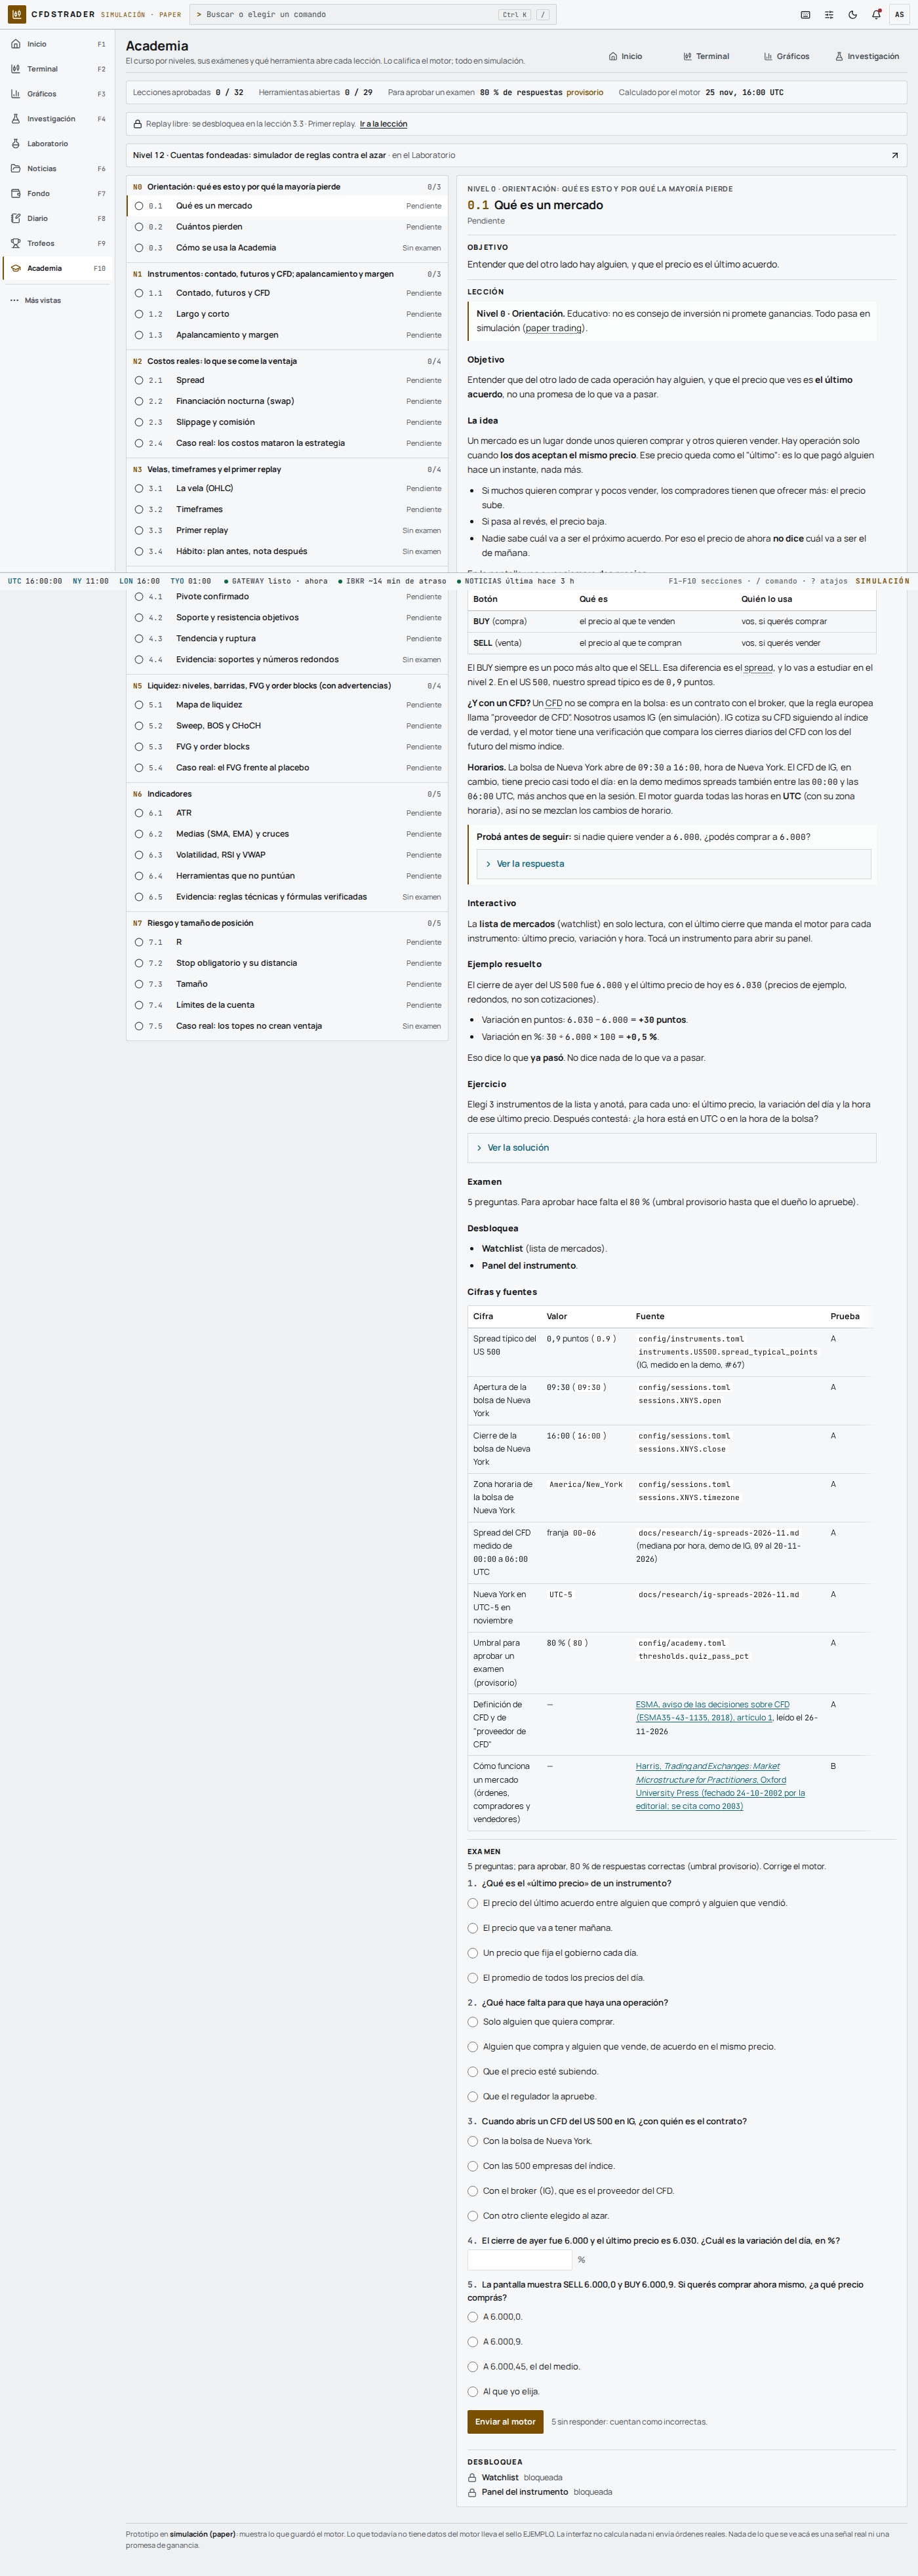 CFDSTRADER SIMULACIÓN · PAPER
> Buscar o elegir un comando
Ctrl K /
AS
Inicio F1
Terminal F2
Gráficos F3
Investigación F4
Laboratorio
Noticias F6
Fondo F7
Diario F8
Trofeos F9
Academia F10
Más vistas
Academia
El curso por niveles, sus exámenes y qué herramienta abre cada lección. Lo califica el motor; todo en simulación.
Inicio Terminal Gráficos Investigación
Lecciones aprobadas 0 / 32 Herramientas abiertas 0 / 29 Para aprobar un examen 80 % de respuestas provisorio Calculado por el motor 25 nov, 16:00 UTC
Replay libre: se desbloquea en la lección 3.3 · Primer replay. Ir a la lección
Nivel 12 · Cuentas fondeadas: simulador de reglas contra el azar · en el Laboratorio
N0 Orientación: qué es esto y por qué la mayoría pierde 0/3
0.1 Qué es un mercado Pendiente
0.2 Cuántos pierden Pendiente
0.3 Cómo se usa la Academia Sin examen
N1 Instrumentos: contado, futuros y CFD; apalancamiento y margen 0/3
1.1 Contado, futuros y CFD Pendiente
1.2 Largo y corto Pendiente
1.3 Apalancamiento y margen Pendiente
N2 Costos reales: lo que se come la ventaja 0/4
2.1 Spread Pendiente
2.2 Financiación nocturna (swap) Pendiente
2.3 Slippage y comisión Pendiente
2.4 Caso real: los costos mataron la estrategia Pendiente
N3 Velas, timeframes y el primer replay 0/4
3.1 La vela (OHLC) Pendiente
3.2 Timeframes Pendiente
3.3 Primer replay Sin examen
3.4 Hábito: plan antes, nota después Sin examen
4.1 Pivote confirmado Pendiente
4.2 Soporte y resistencia objetivos Pendiente
4.3 Tendencia y ruptura Pendiente
4.4 Evidencia: soportes y números redondos Sin examen
N5 Liquidez: niveles, barridas, FVG y order blocks (con advertencias) 0/4
5.1 Mapa de liquidez Pendiente
5.2 Sweep, BOS y CHoCH Pendiente
5.3 FVG y order blocks Pendiente
5.4 Caso real: el FVG frente al placebo Pendiente
N6 Indicadores 0/5
6.1 ATR Pendiente
6.2 Medias (SMA, EMA) y cruces Pendiente
6.3 Volatilidad, RSI y VWAP Pendiente
6.4 Herramientas que no puntúan Pendiente
6.5 Evidencia: reglas técnicas y fórmulas verificadas Sin examen
N7 Riesgo y tamaño de posición 0/5
7.1 R Pendiente
7.2 Stop obligatorio y su distancia Pendiente
7.3 Tamaño Pendiente
7.4 Límites de la cuenta Pendiente
7.5 Caso real: los topes no crean ventaja Sin examen
NIVEL 0 · ORIENTACIÓN: QUÉ ES ESTO Y POR QUÉ LA MAYORÍA PIERDE
0.1 Qué es un mercado
Pendiente
OBJETIVO
Entender que del otro lado hay alguien, y que el precio es el último acuerdo.
LECCIÓN
Nivel 0 · Orientación. Educativo: no es consejo de inversión ni promete ganancias. Todo pasa en
simulación (paper trading).
Objetivo
Entender que del otro lado de cada operación hay alguien, y que el precio que ves es el último
acuerdo, no una promesa de lo que va a pasar.
La idea
Un mercado es un lugar donde unos quieren comprar y otros quieren vender. Hay operación solo
cuando los dos aceptan el mismo precio. Ese precio queda como el "último": es lo que pagó alguien
hace un instante, nada más.
• Si muchos quieren comprar y pocos vender, los compradores tienen que ofrecer más: el precio
sube.
• Si pasa al revés, el precio baja.
• Nadie sabe cuál va a ser el próximo acuerdo. Por eso el precio de ahora no dice cuál va a ser el
de mañana.
UTC 16:00:00 NY 11:00 LON 16:00 TYO 01:00 GATEWAY listo · ahora IBKR ~14 min de atraso NOTICIAS última hace 3 h F1–F10 secciones · / comando · ? atajos SIMULACIÓN
Botón Qué es Quién lo usa
BUY (compra) el precio al que te venden vos, si querés comprar
SELL (venta) el precio al que te compran vos, si querés vender
El BUY siempre es un poco más alto que el SELL. Esa diferencia es el spread, y lo vas a estudiar en el
nivel 2. En el US 500, nuestro spread típico es de 0,9 puntos.
¿Y con un CFD? Un CFD no se compra en la bolsa: es un contrato con el broker, que la regla europea
llama "proveedor de CFD". Nosotros usamos IG (en simulación). IG cotiza su CFD siguiendo al índice
de verdad, y el motor tiene una verificación que compara los cierres diarios del CFD con los del
futuro del mismo índice.
Horarios. La bolsa de Nueva York abre de 09:30 a 16:00, hora de Nueva York. El CFD de IG, en
cambio, tiene precio casi todo el día: en la demo medimos spreads también entre las 00:00 y las
06:00 UTC, más anchos que en la sesión. El motor guarda todas las horas en UTC (con su zona
horaria), así no se mezclan los cambios de horario.
Probá antes de seguir: si nadie quiere vender a 6.000, ¿podés comprar a 6.000?
Ver la respuesta
Interactivo
La lista de mercados (watchlist) en solo lectura, con el último cierre que manda el motor para cada
instrumento: último precio, variación y hora. Tocá un instrumento para abrir su panel.
Ejemplo resuelto
El cierre de ayer del US 500 fue 6.000 y el último precio de hoy es 6.030 (precios de ejemplo,
redondos, no son cotizaciones).
• Variación en puntos: 6.030 − 6.000 = +30 puntos.
• Variación en %: 30 ÷ 6.000 × 100 = +0,5 %.
Eso dice lo que ya pasó. No dice nada de lo que va a pasar.
Ejercicio
Elegí 3 instrumentos de la lista y anotá, para cada uno: el último precio, la variación del día y la hora
de ese último precio. Después contestá: ¿la hora está en UTC o en la hora de la bolsa?
Ver la solución
Examen
5 preguntas. Para aprobar hace falta el 80 % (umbral provisorio hasta que el dueño lo apruebe).
Desbloquea
• Watchlist (lista de mercados).
• Panel del instrumento.
Cifras y fuentes
Cifra Valor Fuente Prueba
Spread típico del US 500 0,9 puntos ( 0.9 ) config/instruments.toml instruments.US500.spread_typical_points (IG, medido en la demo, #67) A
Apertura de la bolsa de Nueva York 09:30 ( 09:30 ) config/sessions.toml sessions.XNYS.open A
Cierre de la bolsa de Nueva York 16:00 ( 16:00 ) config/sessions.toml sessions.XNYS.close A
Zona horaria de la bolsa de Nueva York America/New_York config/sessions.toml sessions.XNYS.timezone A
Spread del CFD medido de 00:00 a 06:00 UTC franja 00–06 docs/research/ig-spreads-2026-11.md (mediana por hora, demo de IG, 09 al 20-11-2026) A
Nueva York en UTC-5 en noviembre UTC-5 docs/research/ig-spreads-2026-11.md A
Umbral para aprobar un examen (provisorio) 80 % ( 80 ) config/academy.toml thresholds.quiz_pass_pct A
Definición de CFD y de "proveedor de CFD" — ESMA, aviso de las decisiones sobre CFD (ESMA35-43-1135, 2018), artículo 1, leído el 26-11-2026 A
Cómo funciona un mercado (órdenes, compradores y vendedores) — Harris, Trading and Exchanges: Market Microstructure for Practitioners, Oxford University Press (fechado 24-10-2002 por la editorial; se cita como 2003) B
EXAMEN
5 preguntas; para aprobar, 80 % de respuestas correctas (umbral provisorio). Corrige el motor.
1. ¿Qué es el «último precio» de un instrumento?
El precio del último acuerdo entre alguien que compró y alguien que vendió.
El precio que va a tener mañana.
Un precio que fija el gobierno cada día.
El promedio de todos los precios del día.
2. ¿Qué hace falta para que haya una operación?
Solo alguien que quiera comprar.
Alguien que compra y alguien que vende, de acuerdo en el mismo precio.
Que el precio esté subiendo.
Que el regulador la apruebe.
3. Cuando abrís un CFD del US 500 en IG, ¿con quién es el contrato?
Con la bolsa de Nueva York.
Con las 500 empresas del índice.
Con el broker (IG), que es el proveedor del CFD.
Con otro cliente elegido al azar.
4. El cierre de ayer fue 6.000 y el último precio es 6.030. ¿Cuál es la variación del día, en %?
%
5. La pantalla muestra SELL 6.000,0 y BUY 6.000,9. Si querés comprar ahora mismo, ¿a qué precio
comprás?
A 6.000,0.
A 6.000,9.
A 6.000,45, el del medio.
Al que yo elija.
Enviar al motor 5 sin responder: cuentan como incorrectas.
DESBLOQUEA
Watchlist bloqueada
Panel del instrumento bloqueada
Prototipo en simulación (paper): muestra lo que guardó el motor. Lo que todavía no tiene datos del motor lleva el sello EJEMPLO. La interfaz no calcula nada ni envía órdenes reales. Nada de lo que se ve acá es una señal real ni una
promesa de ganancia.